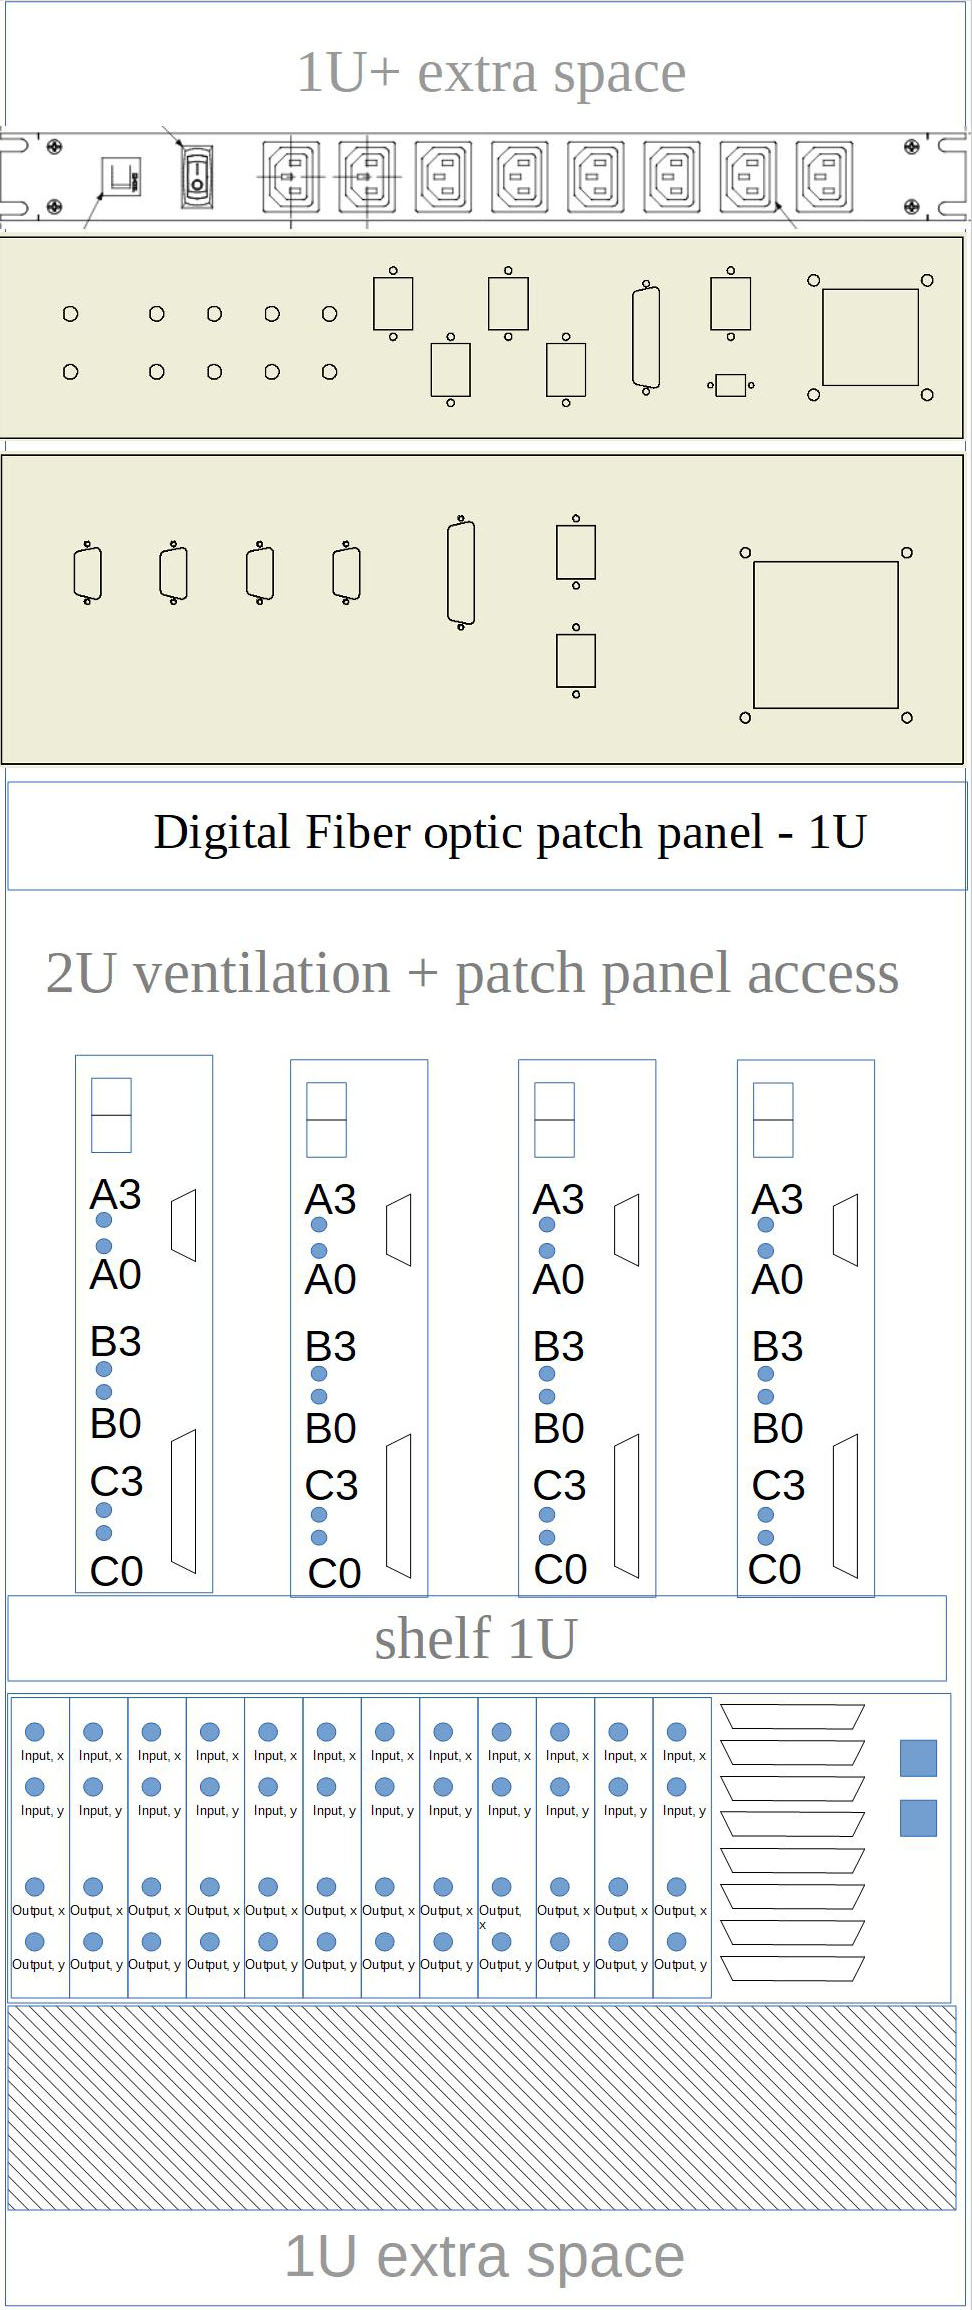 1U+ extra space
Digital Fiber optic patch panel - 1U
2U ventilation + patch panel access
A3 A3 A3 A3
A0 A0 A0 A0
B3 B3 B3 B3
B0 B0 B0 B0
C3 C3 C3 C3
C0 C0 C0 C0
shelf 1U
Input, x Input, x Input, x Input, x Input, x Input, x Input, x Input, x Input, x Input, x Input, x Input, x
Input, y Input, y Input, y Input, y Input, y Input, y Input, y Input, y Input, y Input, y Input, y Input, y
Output, x Output, x Output, x Output, x Output, x Output, x Output, x Output, x Output, x Output, x Output, x Output, x
Output, y Output, y Output, y Output, y Output, y Output, y Output, y Output, y Output, y Output, y Output, y Output, y
1U extra space